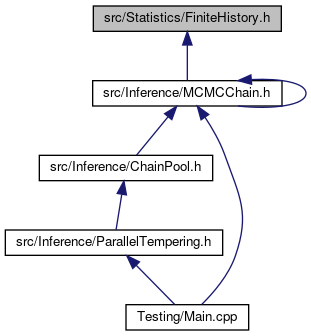 src/Statistics/FiniteHistory.h
src/Inference/MCMCChain.h
src/Inference/ChainPool.h
src/Inference/ParallelTempering.h
Testing/Main.cpp